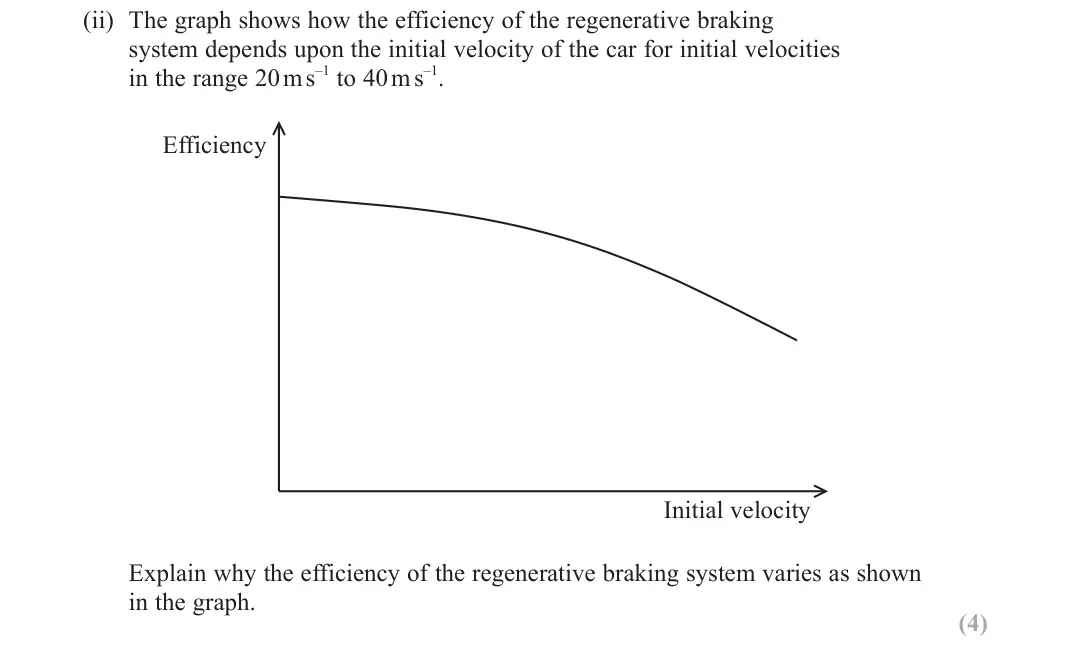 (ii) The graph shows how the efficiency of the regenerative braking
system depends upon the initial velocity of the car for initial velocities
in the range 20 m s⁻¹ to 40 m s⁻¹.
Efficiency
Initial velocity
Explain why the efficiency of the regenerative braking system varies as shown
in the graph.
(4)